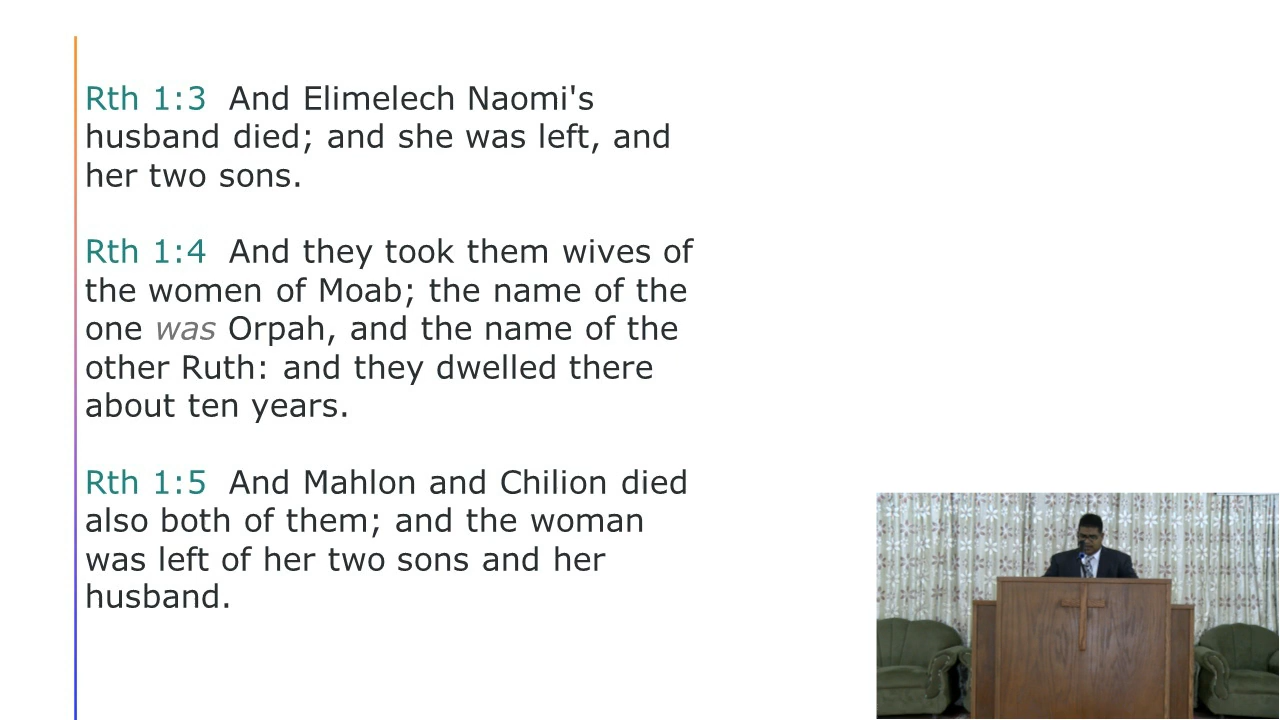 Rth 1:3  And Elimelech Naomi's
husband died; and she was left, and
her two sons.
Rth 1:4  And they took them wives of
the women of Moab; the name of the
one was Orpah, and the name of the
other Ruth: and they dwelled there
about ten years.
Rth 1:5  And Mahlon and Chilion died
also both of them; and the woman
was left of her two sons and her
husband.